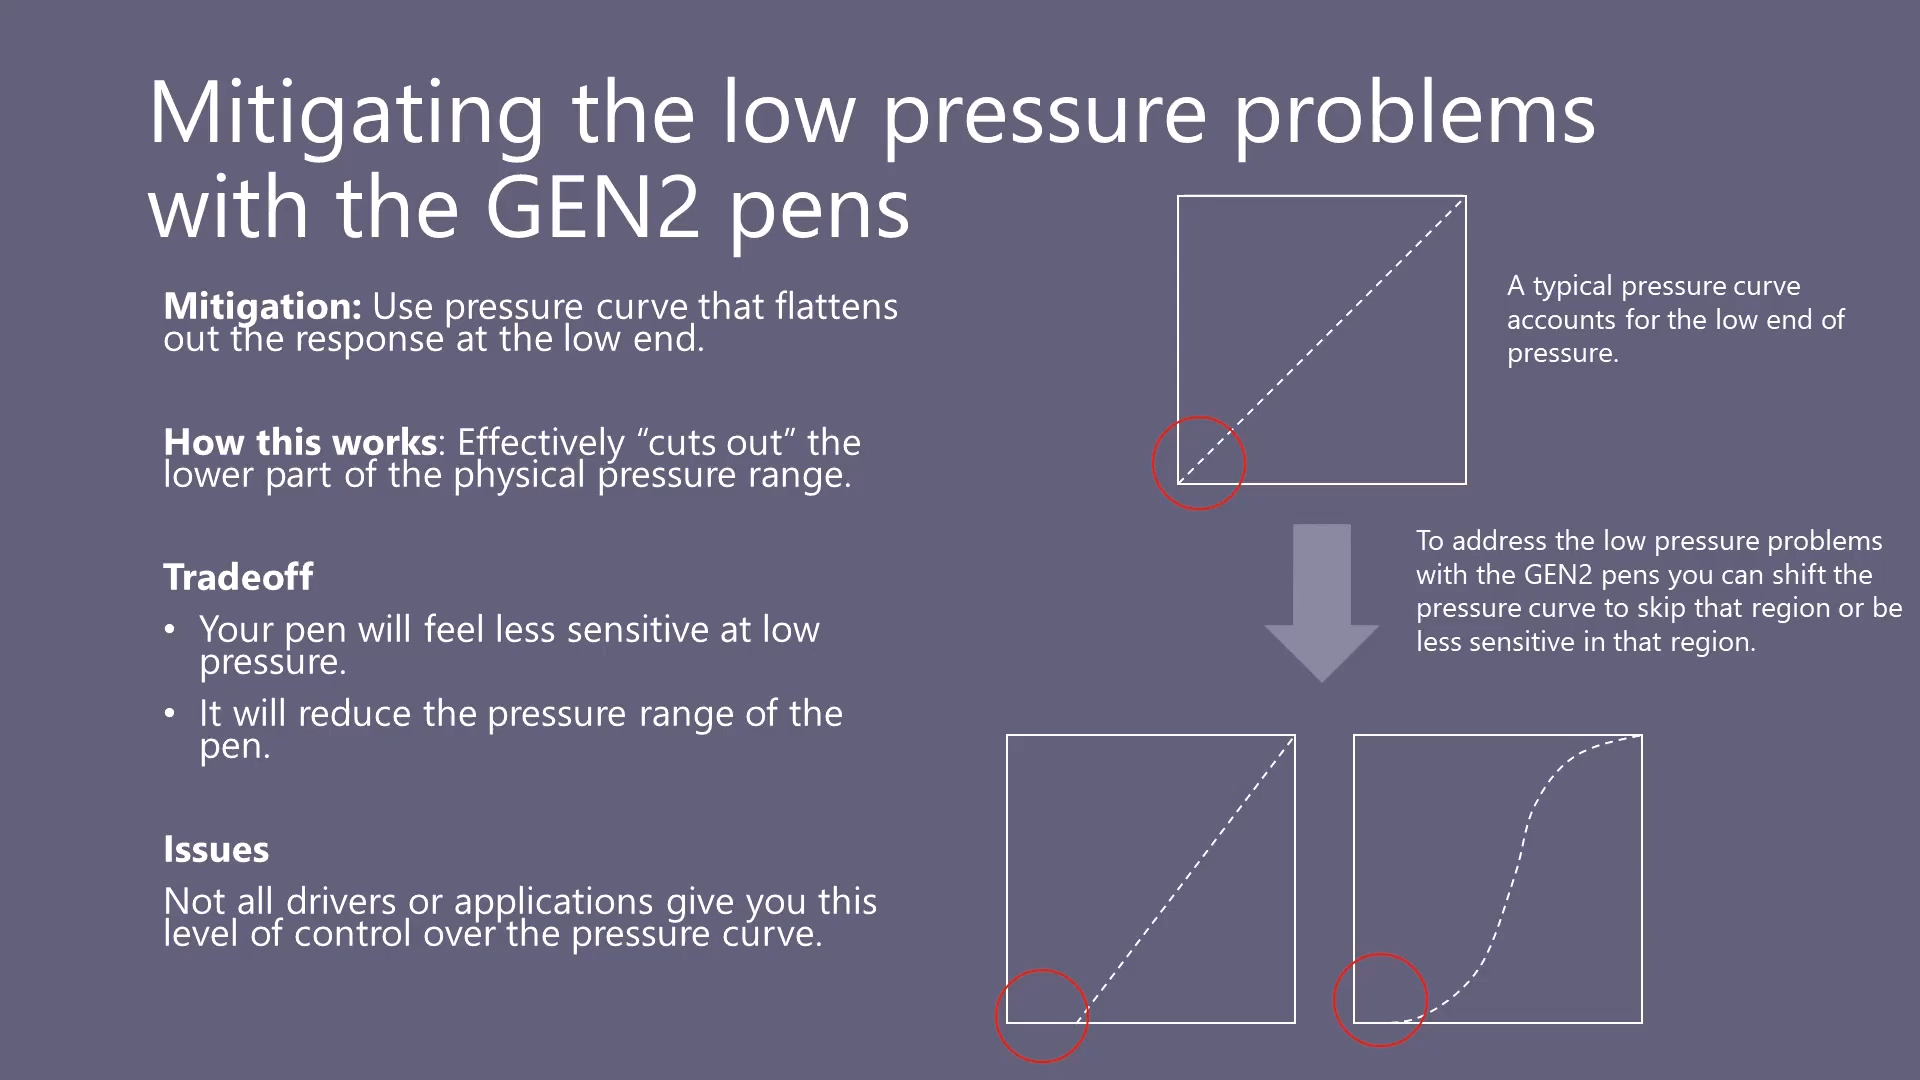 Mitigating the low pressure problems
with the GEN2 pens
Mitigation: Use pressure curve that flattens
out the response at the low end.
How this works: Effectively “cuts out” the
lower part of the physical pressure range.
Tradeoff
• Your pen will feel less sensitive at low
pressure.
• It will reduce the pressure range of the
pen.
Issues
Not all drivers or applications give you this
level of control over the pressure curve.
A typical pressure curve
accounts for the low end of
pressure.
To address the low pressure problems
with the GEN2 pens you can shift the
pressure curve to skip that region or be
less sensitive in that region.